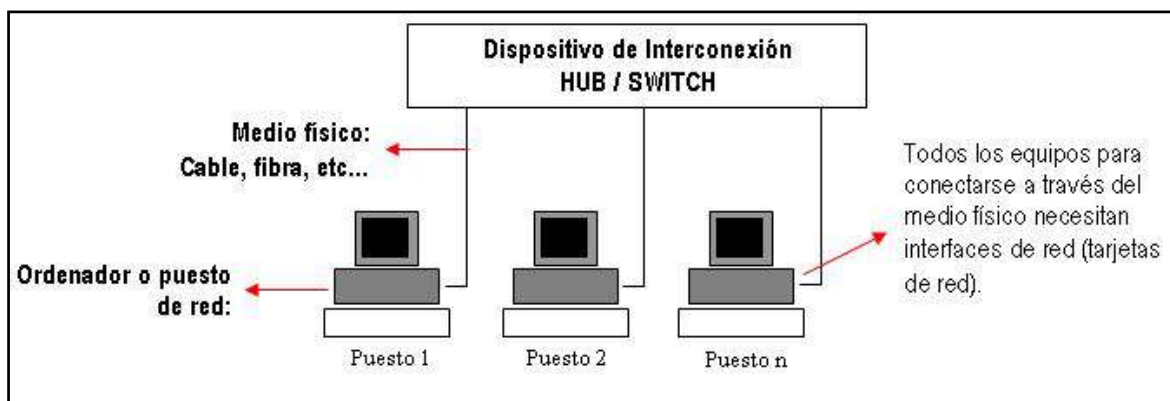 Dispositivo de Interconexión
HUB / SWITCH
Medio físico:
Cable, fibra, etc...
Todos los equipos para
conectarse a través del
medio físico necesitan
interfaces de red (tarjetas
de red).
Ordenador o puesto
de red:
Puesto 1
Puesto 2
Puesto n